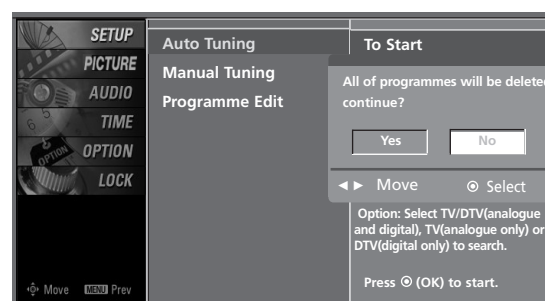 SETUP
PICTURE
AUDIO
TIME
OPTION
LOCK
Move MENU Prev
Auto Tuning
Manual Tuning
Programme Edit
To Start
All of programmes will be deleted
continue?
Yes No
◄ ► Move ⊙ Select
Option: Select TV/DTV(analogue
and digital), TV(analogue only) or
DTV(digital only) to search.
Press ⊙ (OK) to start.